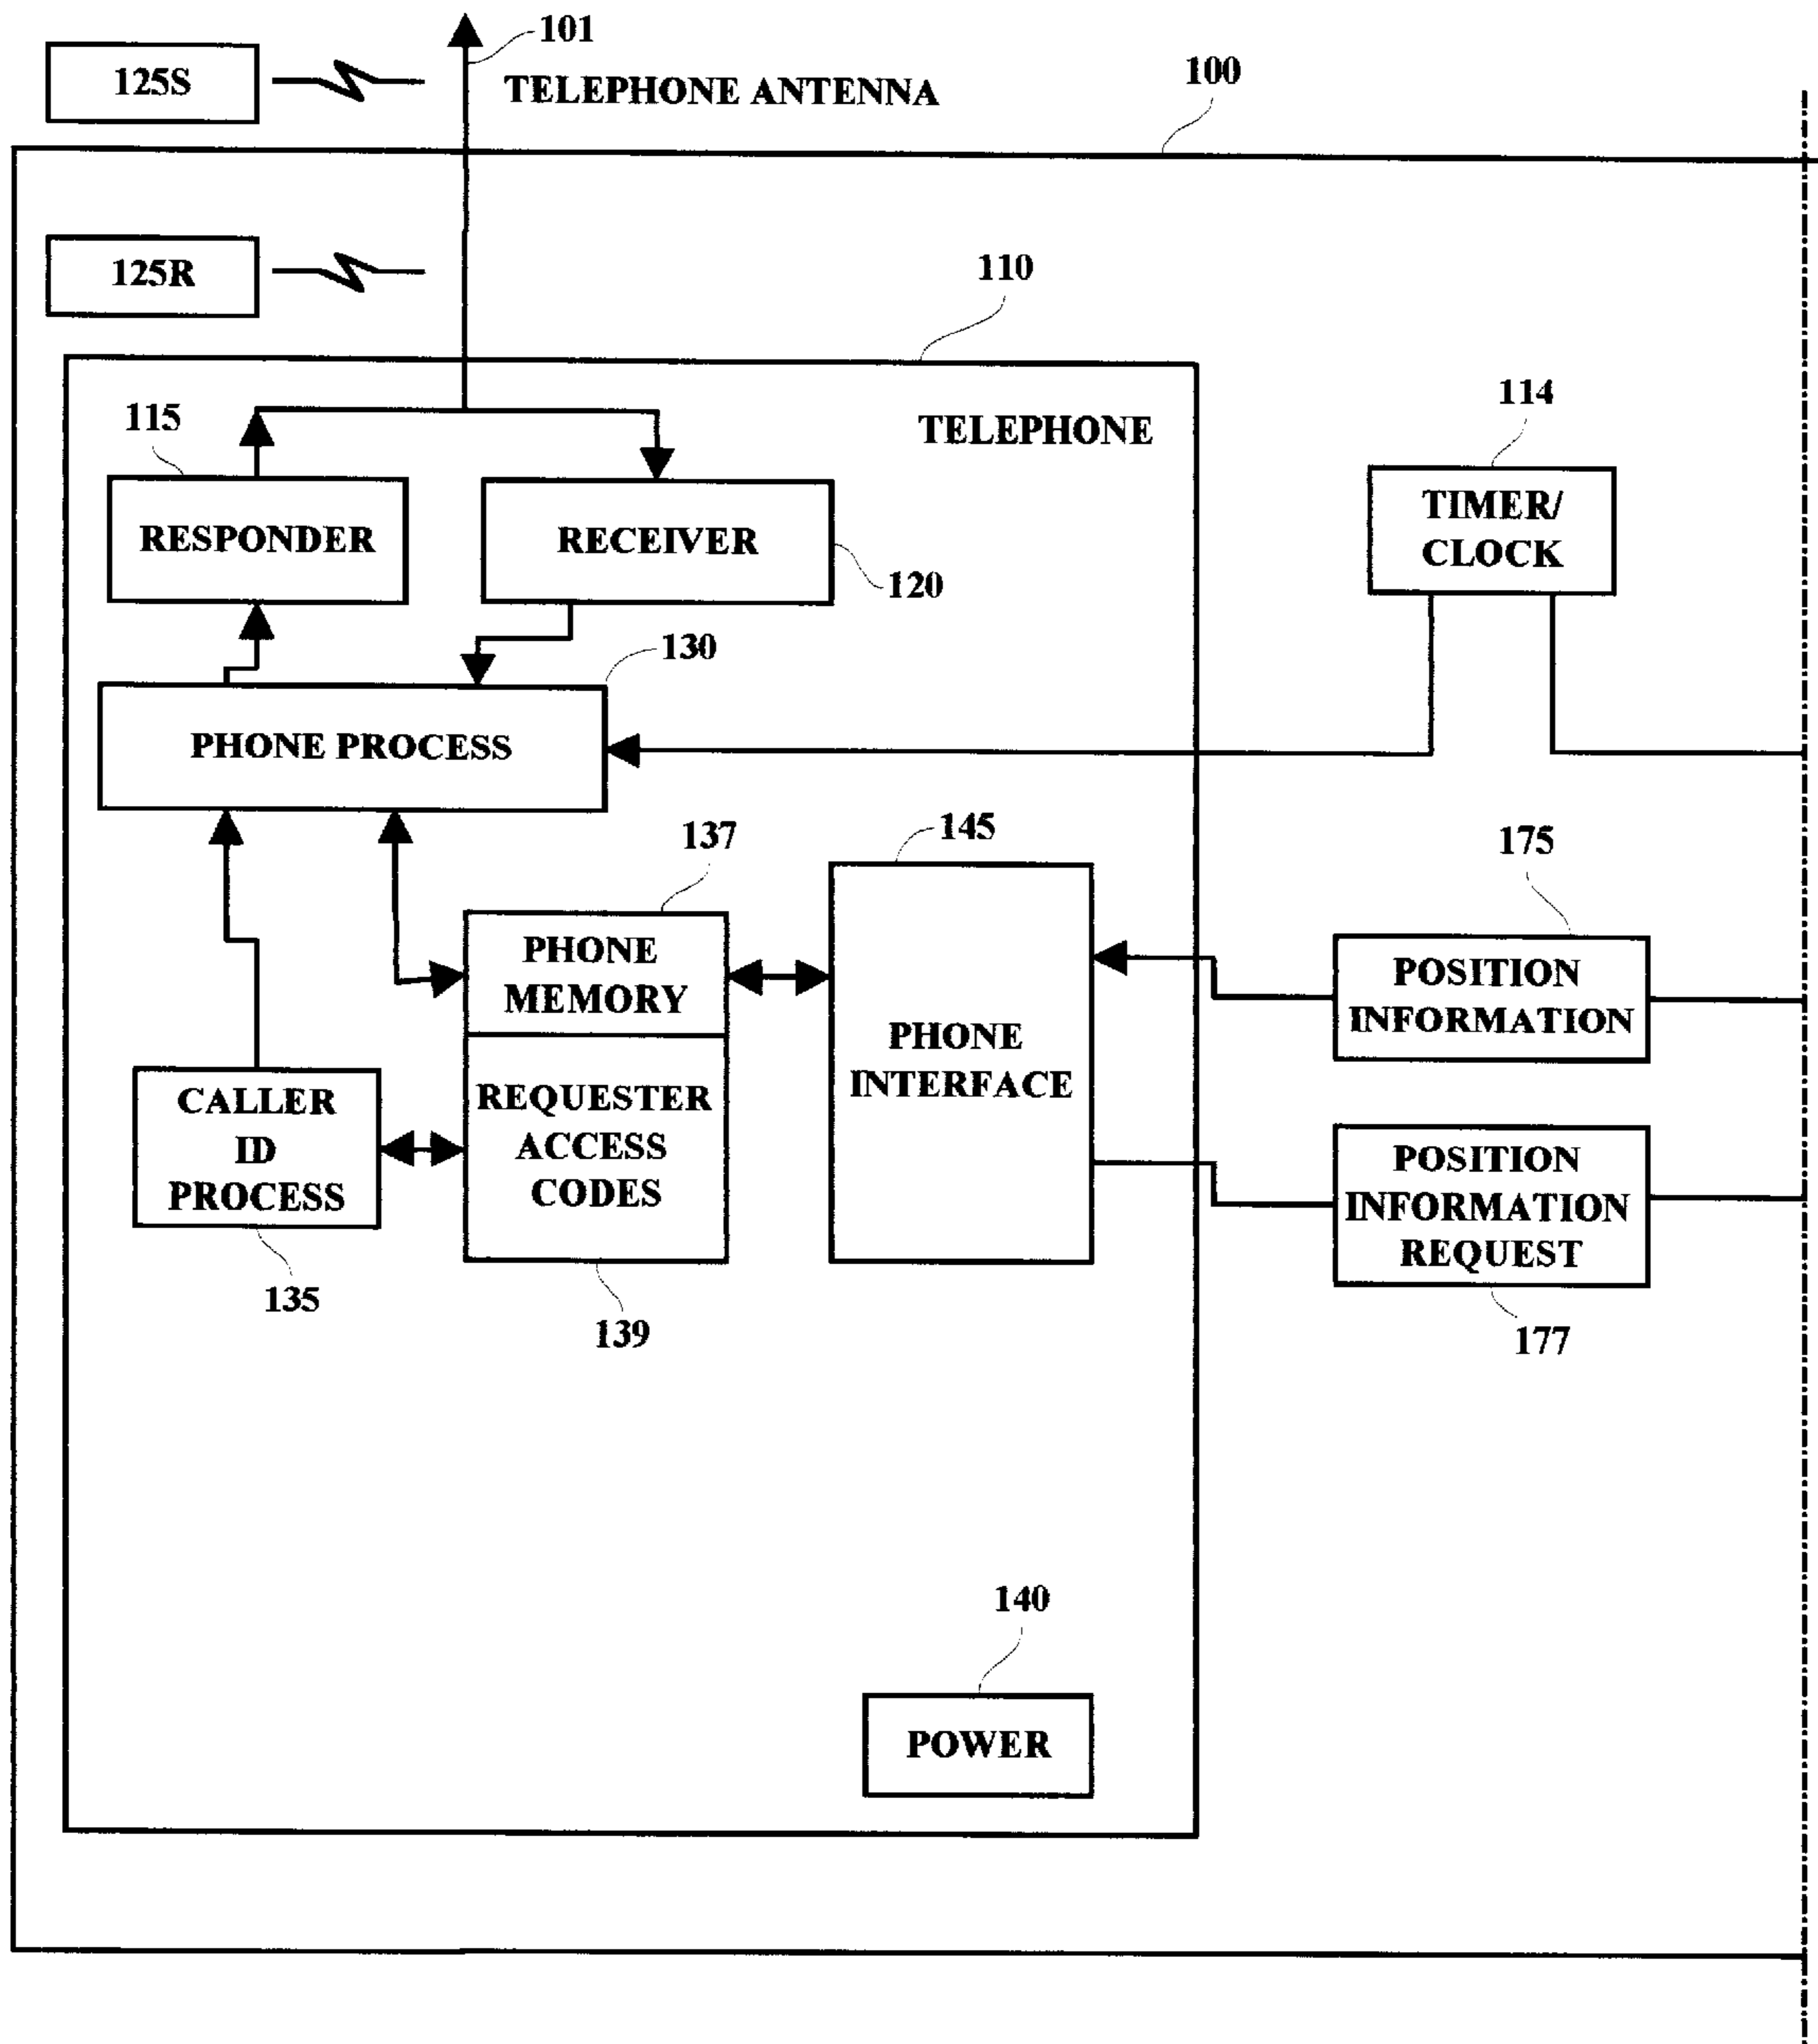 101
125S
TELEPHONE ANTENNA
100
125R
110
115
TELEPHONE
114
RESPONDER
RECEIVER
120
TIMER/
CLOCK
130
PHONE PROCESS
137
145
175
PHONE
MEMORY
POSITION
INFORMATION
PHONE
INTERFACE
CALLER
ID
PROCESS
REQUESTER
ACCESS
CODES
POSITION
INFORMATION
REQUEST
135
139
177
140
POWER